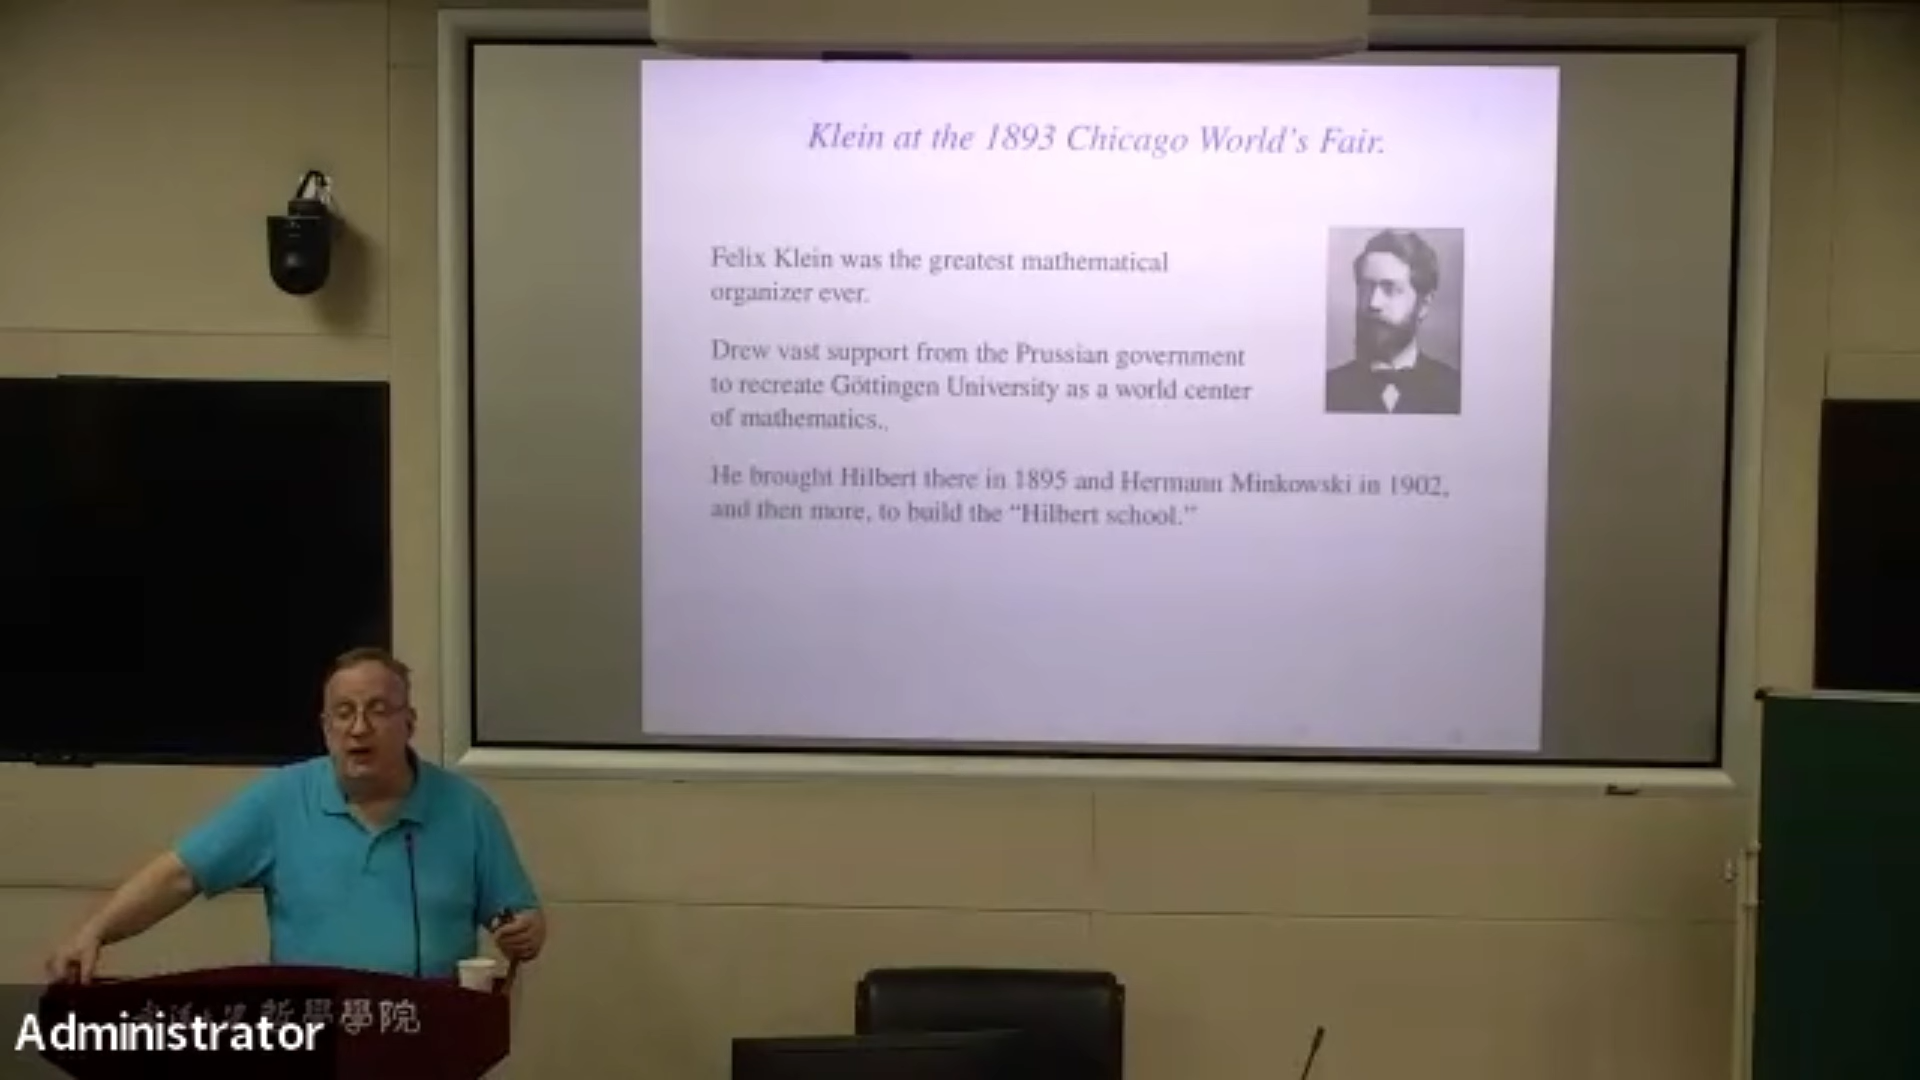 Klein at the 1893 Chicago World's Fair.
Felix Klein was the greatest mathematical
organizer ever.
Drew vast support from the Prussian government
to recreate Göttingen University as a world center
of mathematics..
He brought Hilbert there in 1895 and Hermann Minkowski in 1902,
and then more, to build the “Hilbert school.”
哲學學院
Administrator